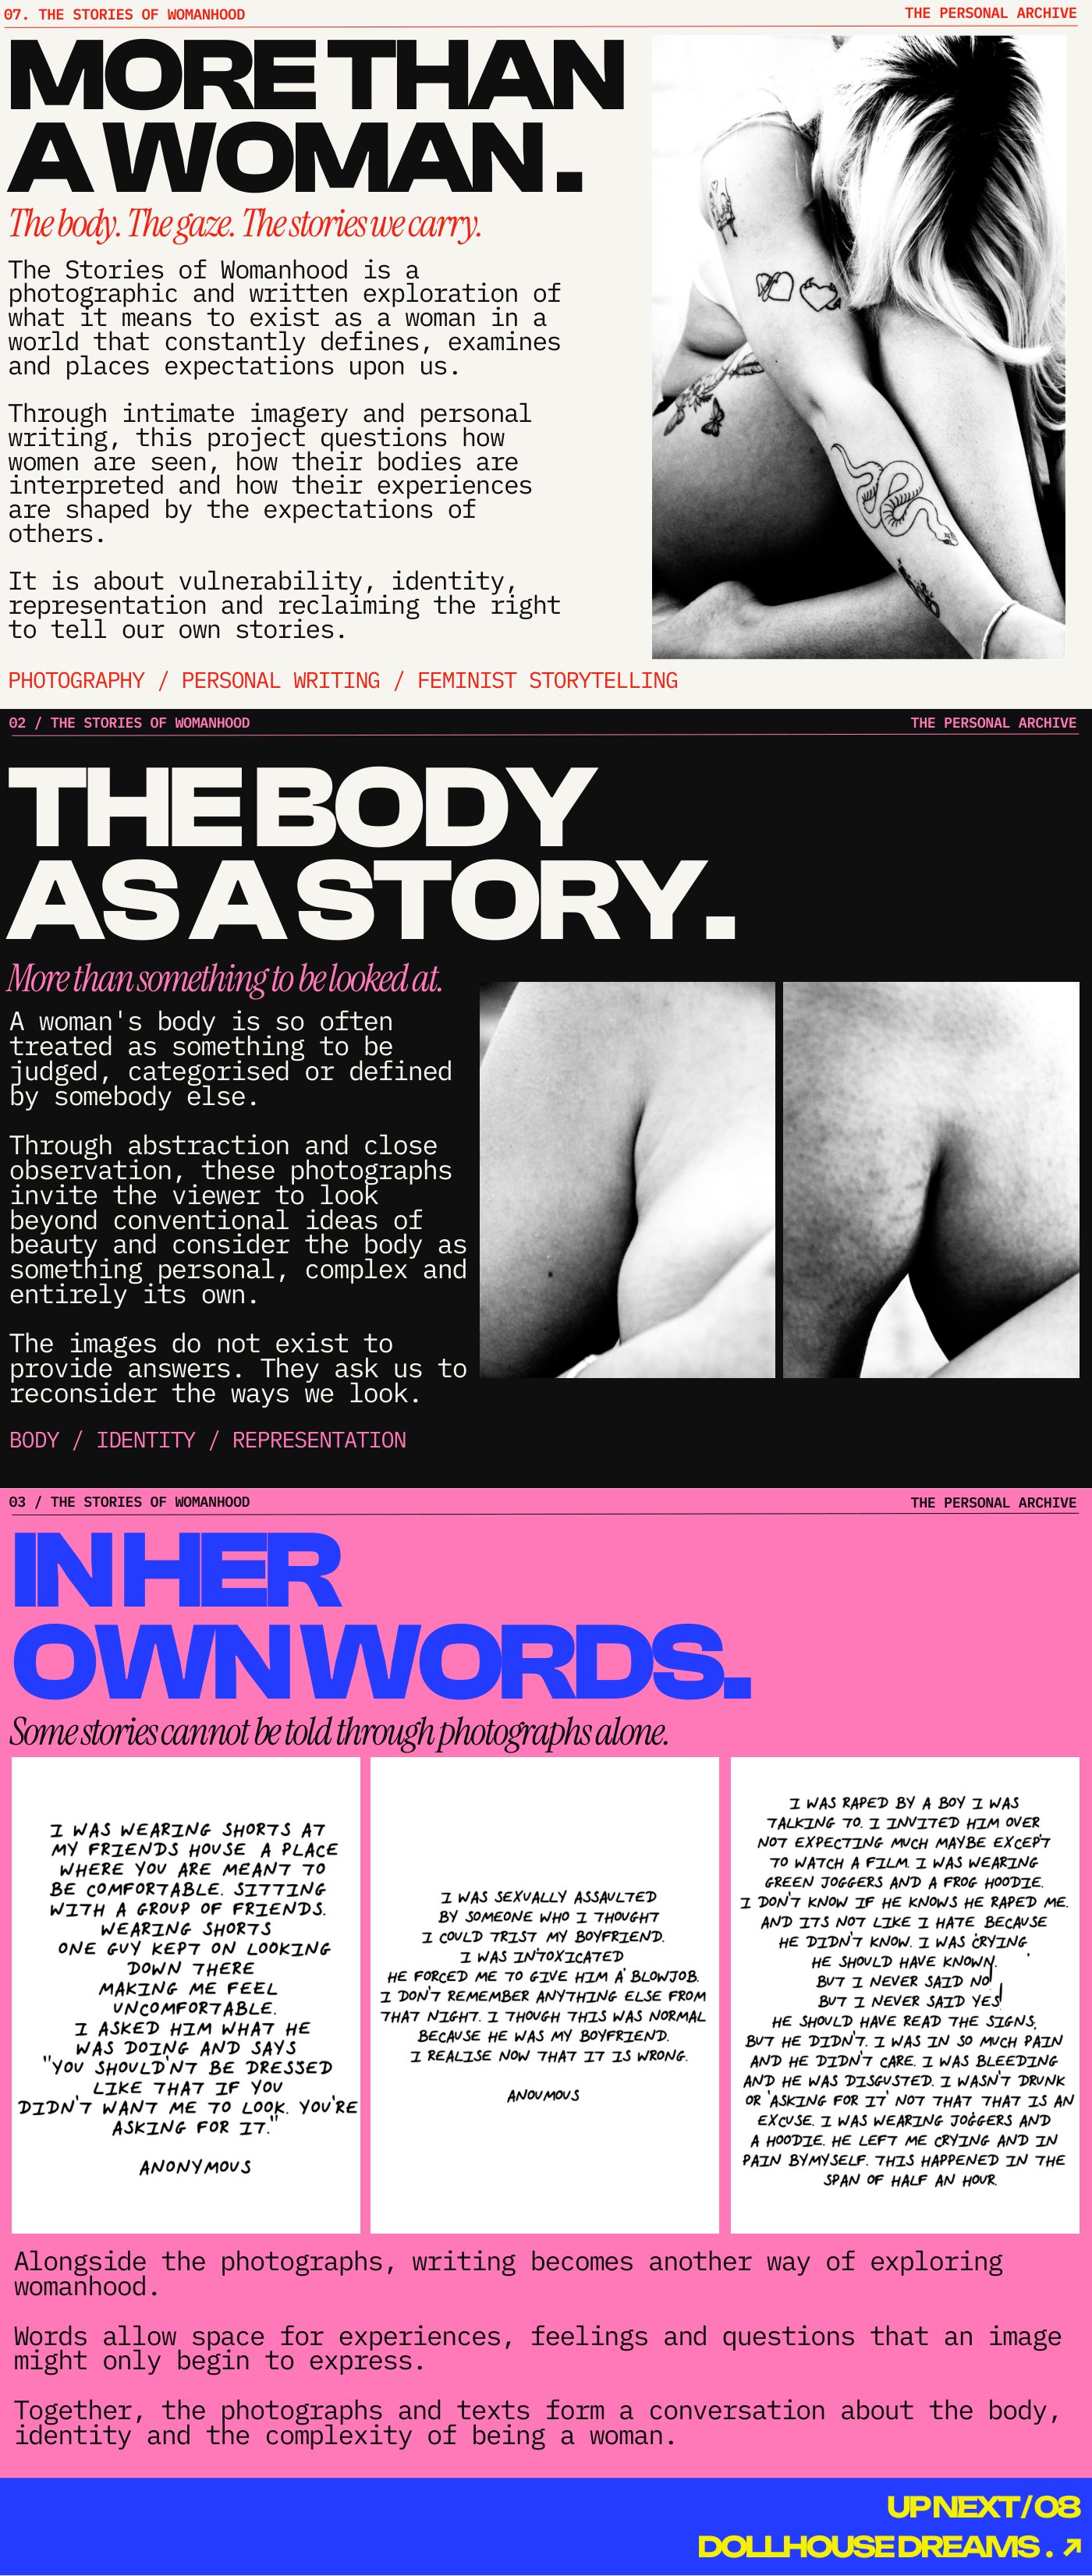 07. THE STORIES OF WOMANHOOD
THE PERSONAL ARCHIVE
MORE THAN
A WOMAN.
The body. The gaze. The stories we carry.
The Stories of Womanhood is a
photographic and written exploration of
what it means to exist as a woman in a
world that constantly defines, examines
and places expectations upon us.
Through intimate imagery and personal
writing, this project questions how
women are seen, how their bodies are
interpreted and how their experiences
are shaped by the expectations of
others.
It is about vulnerability, identity,
representation and reclaiming the right
to tell our own stories.
PHOTOGRAPHY / PERSONAL WRITING / FEMINIST STORYTELLING
02 / THE STORIES OF WOMANHOOD
THE PERSONAL ARCHIVE
THE BODY
AS A STORY.
More than something to be looked at.
A woman's body is so often
treated as something to be
judged, categorised or defined
by somebody else.
Through abstraction and close
observation, these photographs
invite the viewer to look
beyond conventional ideas of
beauty and consider the body as
something personal, complex and
entirely its own.
The images do not exist to
provide answers. They ask us to
reconsider the ways we look.
BODY / IDENTITY / REPRESENTATION
03 / THE STORIES OF WOMANHOOD
THE PERSONAL ARCHIVE
IN HER
OWN WORDS.
Some stories cannot be told through photographs alone.
I WAS WEARING SHORTS AT
MY FRIENDS HOUSE A PLACE
WHERE YOU ARE MEANT TO
BE COMFORTABLE. SITTING
WITH A GROUP OF FRIENDS.
WEARING SHORTS
ONE GUY KEPT ON LOOKING
DOWN THERE
MAKING ME FEEL
UNCOMFORTABLE.
I ASKED HIM WHAT HE
WAS DOING AND SAYS
"YOU SHOULD'NT BE DRESSED
LIKE THAT IF YOU
DIDN'T WANT ME TO LOOK. YOU'RE
ASKING FOR IT."
ANONYMOUS
I WAS SEXUALLY ASSAULTED
BY SOMEONE WHO I THOUGHT
I COULD TRIST MY BOYFRIEND.
I WAS INTOXICATED
HE FORCED ME TO GIVE HIM A BLOWJOB.
I DON'T REMEMBER ANYTHING ELSE FROM
THAT NIGHT. I THOUGH THIS WAS NORMAL
BECAUSE HE WAS MY BOYFRIEND.
I REALISE NOW THAT IT IS WRONG.
ANOUMOUS
I WAS RAPED BY A BOY I WAS
TALKING TO. I INVITED HIM OVER
NOT EXPECTING MUCH MAYBE EXCEPT
TO WATCH A FILM. I WAS WEARING
GREEN JOGGERS AND A FROG HOODIE.
I DON'T KNOW IF HE KNOWS HE RAPED ME.
AND ITS NOT LIKE I HATE BECAUSE
HE DIDN'T KNOW. I WAS CRYING
HE SHOULD HAVE KNOWN.
BUT I NEVER SAID NO!
BUT I NEVER SAID YES!
HE SHOULD HAVE READ THE SIGNS,
BUT HE DIDN'T. I WAS IN SO MUCH PAIN
AND HE DIDN'T CARE. I WAS BLEEDING
AND HE WAS DISGUSTED. I WASN'T DRUNK
OR 'ASKING FOR IT' NOT THAT THAT IS AN
EXCUSE. I WAS WEARING JOGGERS AND
A HOODIE. HE LEFT ME CRYING AND IN
PAIN BYMYSELF. THIS HAPPENED IN THE
SPAN OF HALF AN HOUR.
Alongside the photographs, writing becomes another way of exploring
womanhood.
Words allow space for experiences, feelings and questions that an image
might only begin to express.
Together, the photographs and texts form a conversation about the body,
identity and the complexity of being a woman.
UP NEXT / 08
DOLLHOUSE DREAMS. ↗